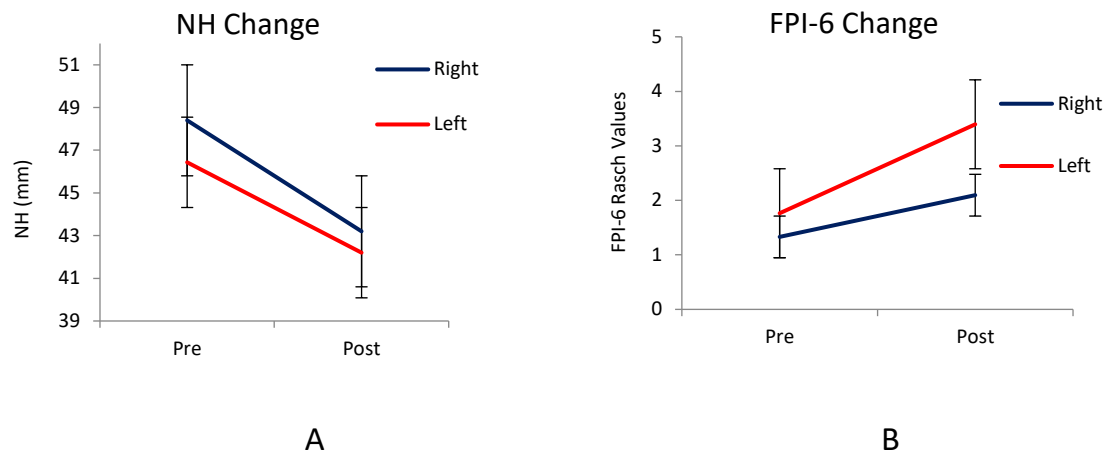 NH Change
51
49
47
46
45
43
41
39
NH (mm)
Pre
Post
Right
Left
A
FPI-6 Change
5
4
3
2
1
0
FPI-6 Rasch Values
Pre
Post
Right
Left
B